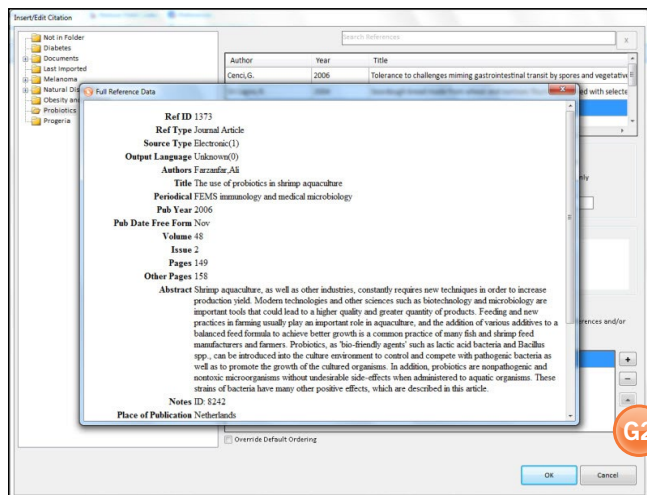 Insert/Edit Citation
Not in Folder
Diabetes
Documents
Last Imported
Melanoma
Natural Dis
Obesity and
Probiotics
Progeria
Search References
x
Author Year Title
Cenci,G. 2006 Tolerance to challenges miming gastrointestinal transit by spores and vegetative
2004
ed with selecte
Full Reference Data
Ref ID 1373
Ref Type Journal Article
Source Type Electronic(1)
Output Language Unknown(0)
Authors Farzanfar,Ali
Title The use of probiotics in shrimp aquaculture
Periodical FEMS immunology and medical microbiology
Pub Year 2006
Pub Date Free Form Nov
Volume 48
Issue 2
Pages 149
Other Pages 158
Abstract Shrimp aquaculture, as well as other industries, constantly requires new techniques in order to increase
production yield. Modern technologies and other sciences such as biotechnology and microbiology are
important tools that could lead to a higher quality and greater quantity of products. Feeding and new
practices in farming usually play an important role in aquaculture, and the addition of various additives to a
balanced feed formula to achieve better growth is a common practice of many fish and shrimp feed
manufacturers and farmers. Probiotics, as 'bio-friendly agents' such as lactic acid bacteria and Bacillus
spp., can be introduced into the culture environment to control and compete with pathogenic bacteria as
well as to promote the growth of the cultured organisms. In addition, probiotics are nonpathogenic and
nontoxic microorganisms without undesirable side-effects when administered to aquatic organisms. These
strains of bacteria have many other positive effects, which are described in this article.
Notes ID: 8242
Place of Publication Netherlands
nly
erences and/or
Override Default Ordering
G2
OK
Cancel